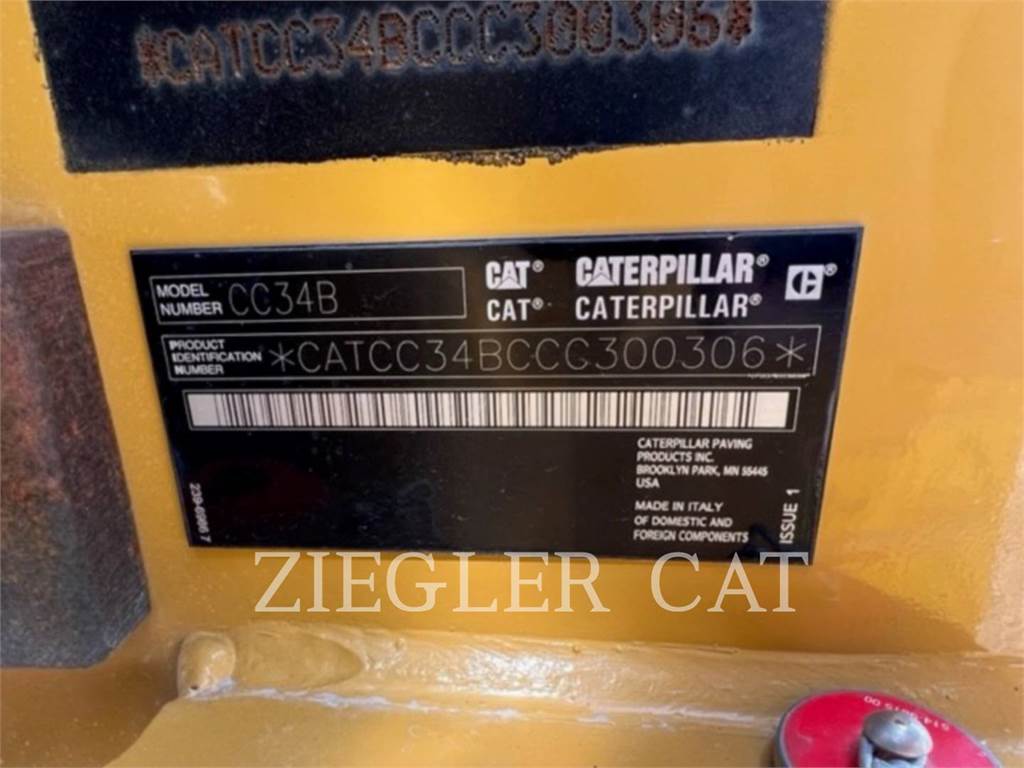 *CATCC34BCCC300306*
MODEL NUMBER CC34B
CAT® CATERPILLAR® C®
CAT® CATERPILLAR®
PRODUCT IDENTIFICATION NUMBER *CATCC34BCCC300306*
CATERPILLAR PAVING
PRODUCTS INC.
BROOKLYN PARK, MN 55445
USA
MADE IN ITALY
OF DOMESTIC AND
FOREIGN COMPONENTS
ISSUE 1
ZIEGLER CAT